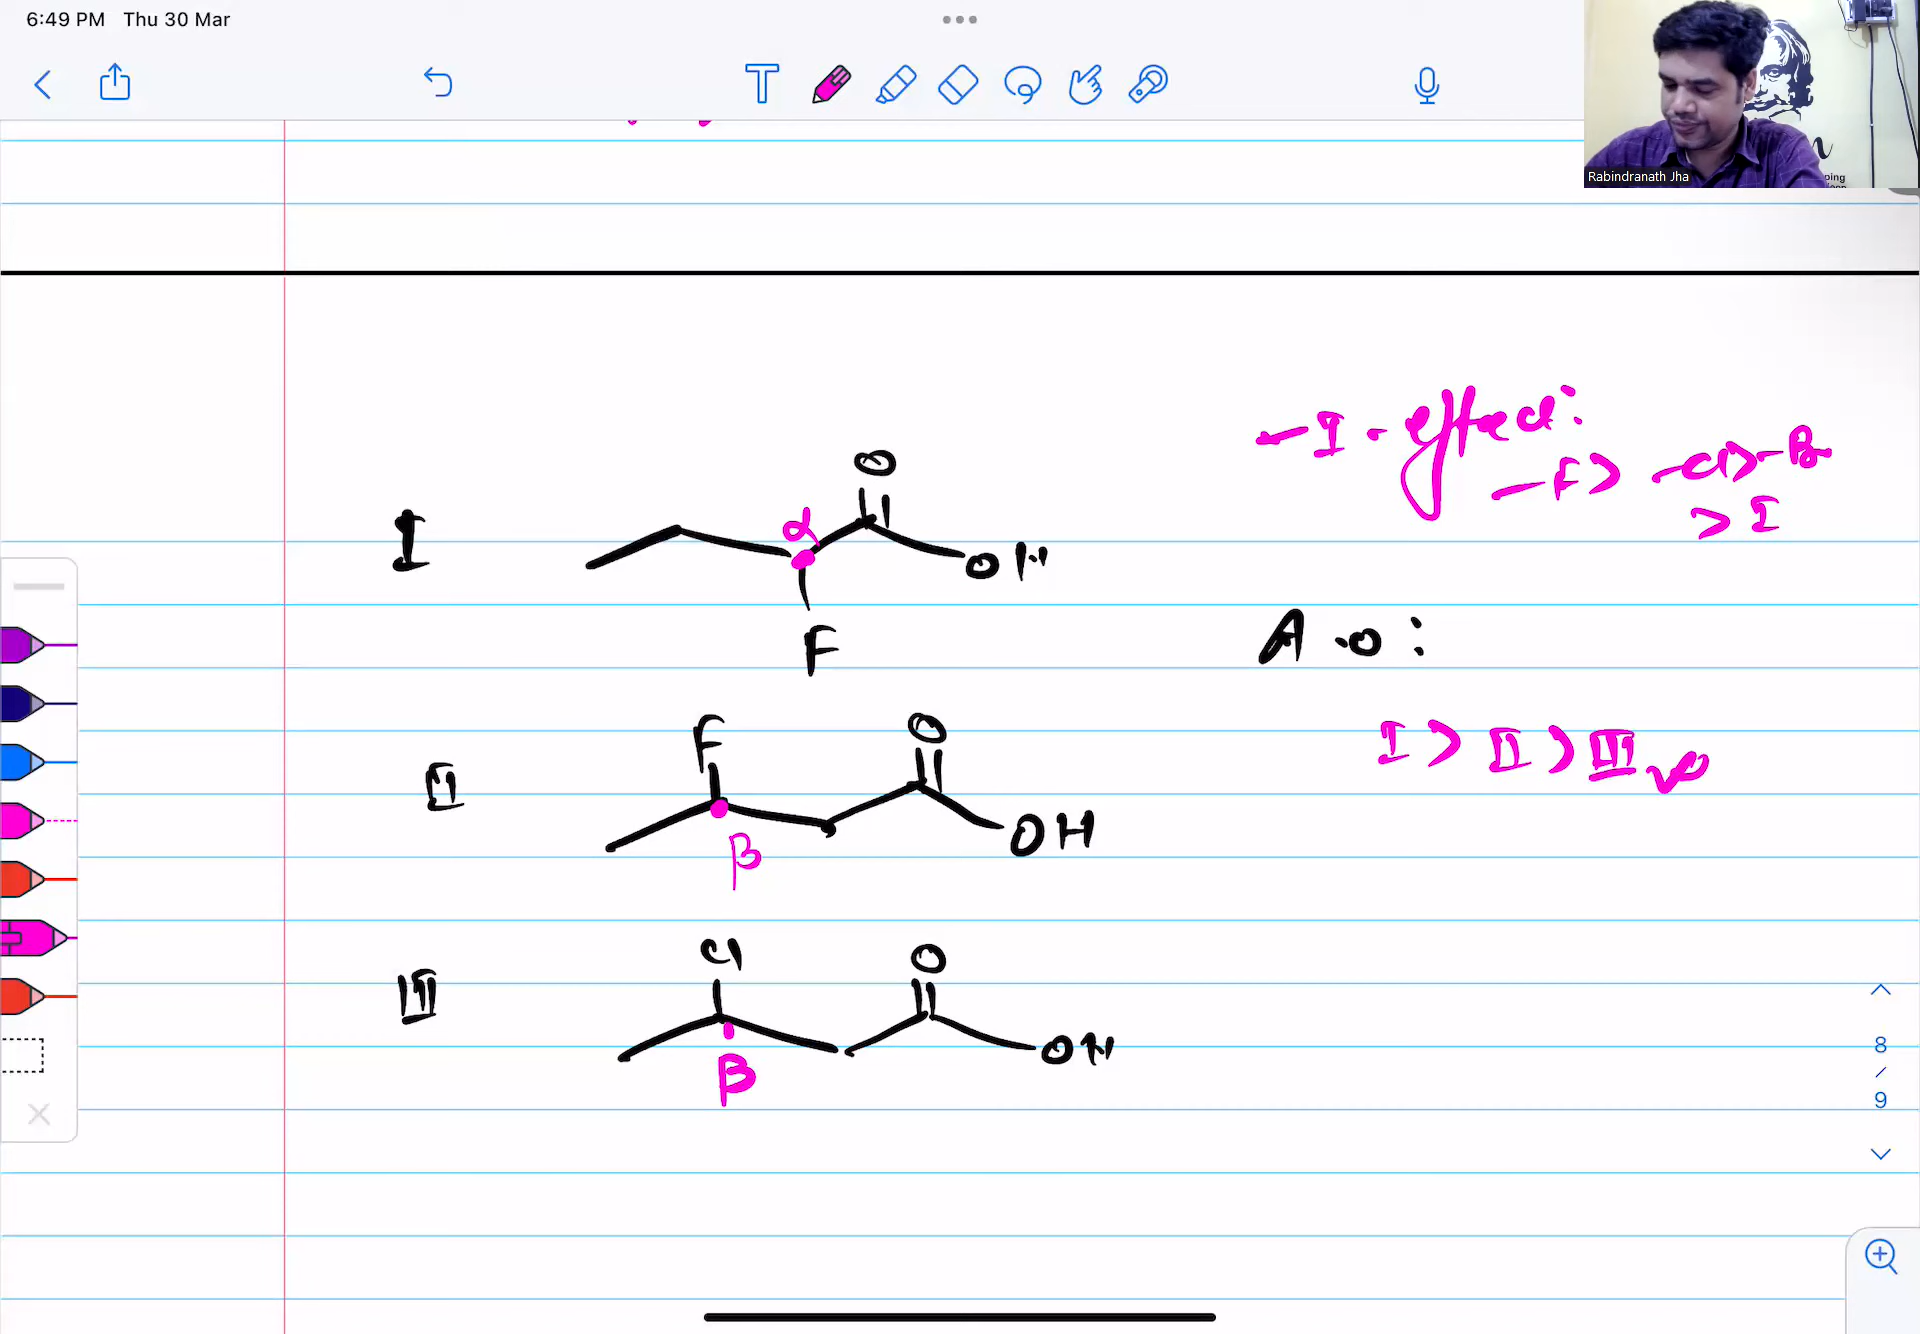 6:49 PM Thu 30 Mar
T
Rabindranath Jha
ping
-I-effect:
-F> -Cl>-Br
> I
O
α
I
OH
F
A.O:
F
O
I > II > III
II
OH
β
Cl
O
III
OH
β
8
/
9